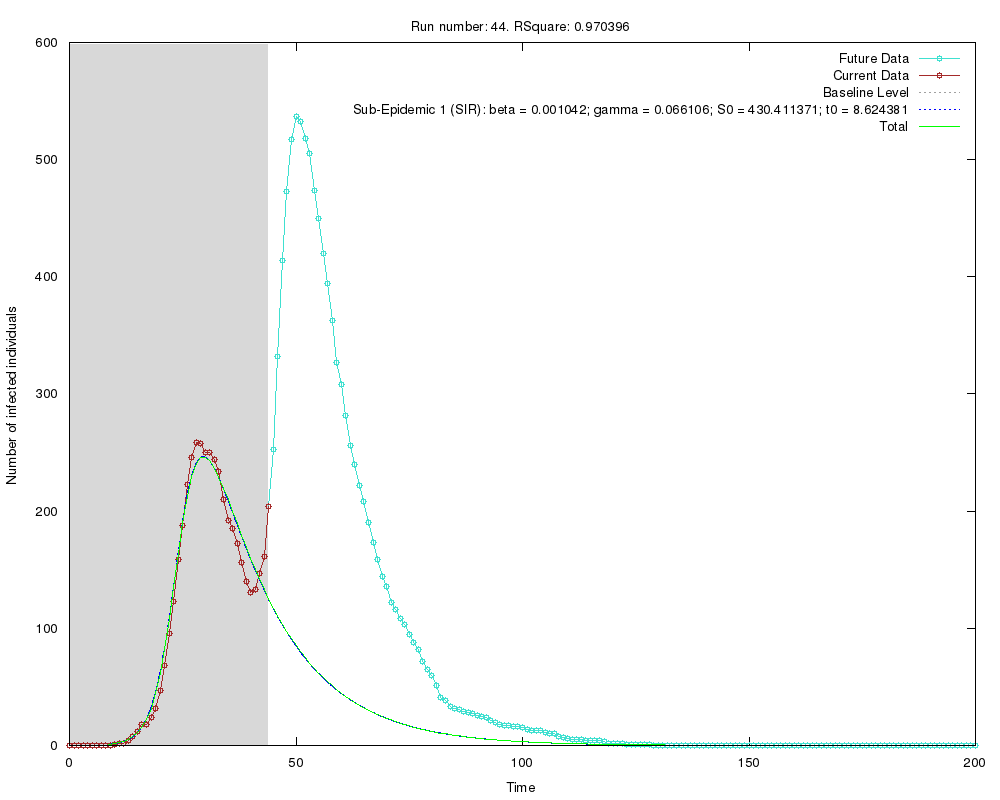 Run number: 44. RSquare: 0.970396
600
500
400
300
200
100
0
Number of infected individuals
Future Data
Current Data
Baseline Level
Sub-Epidemic 1 (SIR): beta = 0.001042; gamma = 0.066106; S0 = 430.411371; t0 = 8.624381
Total
0 50 100 150 200
Time